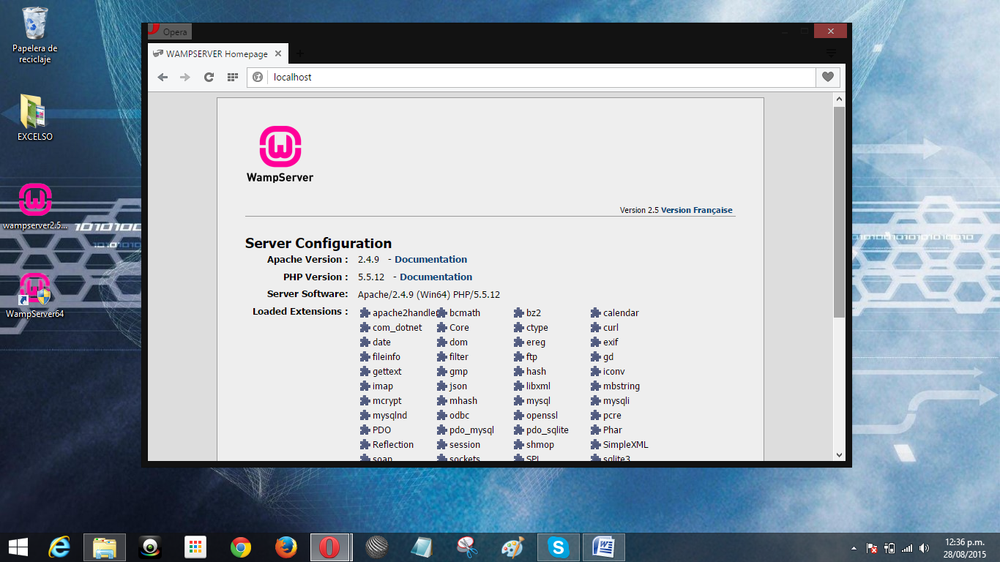 Papelera de
reciclaje
EXCELSO
wampserver2.5...
WampServer64
Opera
WAMPSERVER Homepage
localhost
WampServer
Version 2.5 Version Française
Server Configuration
Apache Version : 2.4.9 - Documentation
PHP Version : 5.5.12 - Documentation
Server Software: Apache/2.4.9 (Win64) PHP/5.5.12
Loaded Extensions : apache2handler bcmath bz2 calendar
com_dotnet Core ctype curl
date dom ereg exif
fileinfo filter ftp gd
gettext gmp hash iconv
imap json libxml mbstring
mcrypt mhash mysql mysqli
mysqlnd odbc openssl pcre
PDO pdo_mysql pdo_sqlite Phar
Reflection session shmop SimpleXML
soap sockets SPL sqlite3
12:36 p.m.
28/08/2015